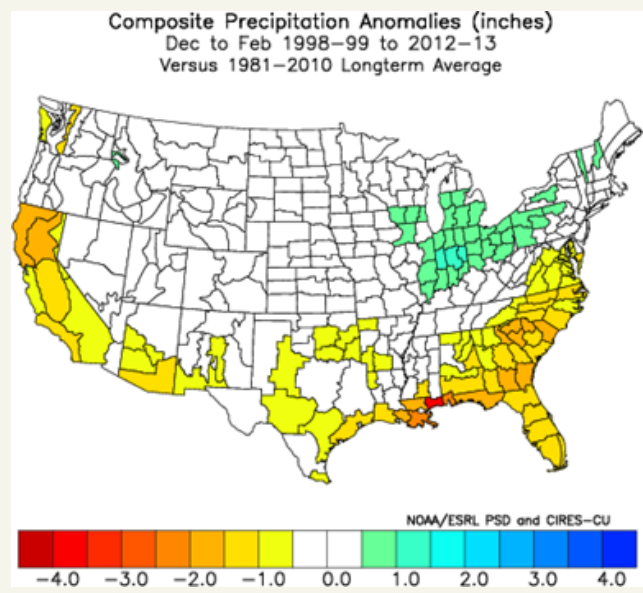 Composite Precipitation Anomalies (inches)
Dec to Feb 1998-99 to 2012-13
Versus 1981-2010 Longterm Average
NOAA/ESRL PSD and CIRES-CU
-4.0 -3.0 -2.0 -1.0 0.0 1.0 2.0 3.0 4.0